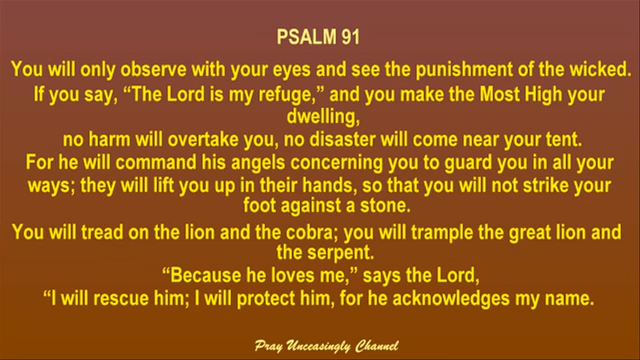 PSALM 91
You will only observe with your eyes and see the punishment of the wicked.
If you say, “The Lord is my refuge,” and you make the Most High your
dwelling,
no harm will overtake you, no disaster will come near your tent.
For he will command his angels concerning you to guard you in all your
ways; they will lift you up in their hands, so that you will not strike your
foot against a stone.
You will tread on the lion and the cobra; you will trample the great lion and
the serpent.
“Because he loves me,” says the Lord,
“I will rescue him; I will protect him, for he acknowledges my name.
Pray Unceasingly Channel